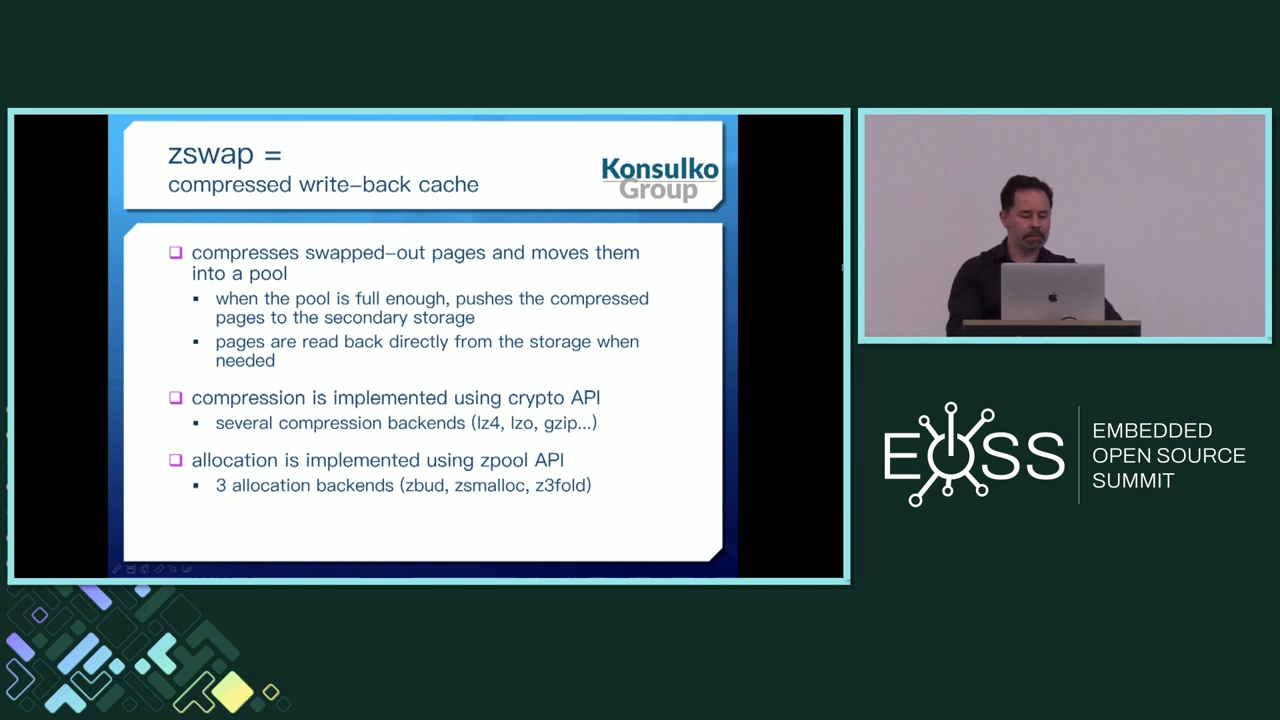 zswap =
compressed write-back cache
Konsulko
Group
compresses swapped-out pages and moves them
into a pool
when the pool is full enough, pushes the compressed
pages to the secondary storage
pages are read back directly from the storage when
needed
compression is implemented using crypto API
several compression backends (lz4, lzo, gzip...)
allocation is implemented using zpool API
3 allocation backends (zbud, zsmalloc, z3fold)
EOSS
EMBEDDED
OPEN SOURCE
SUMMIT